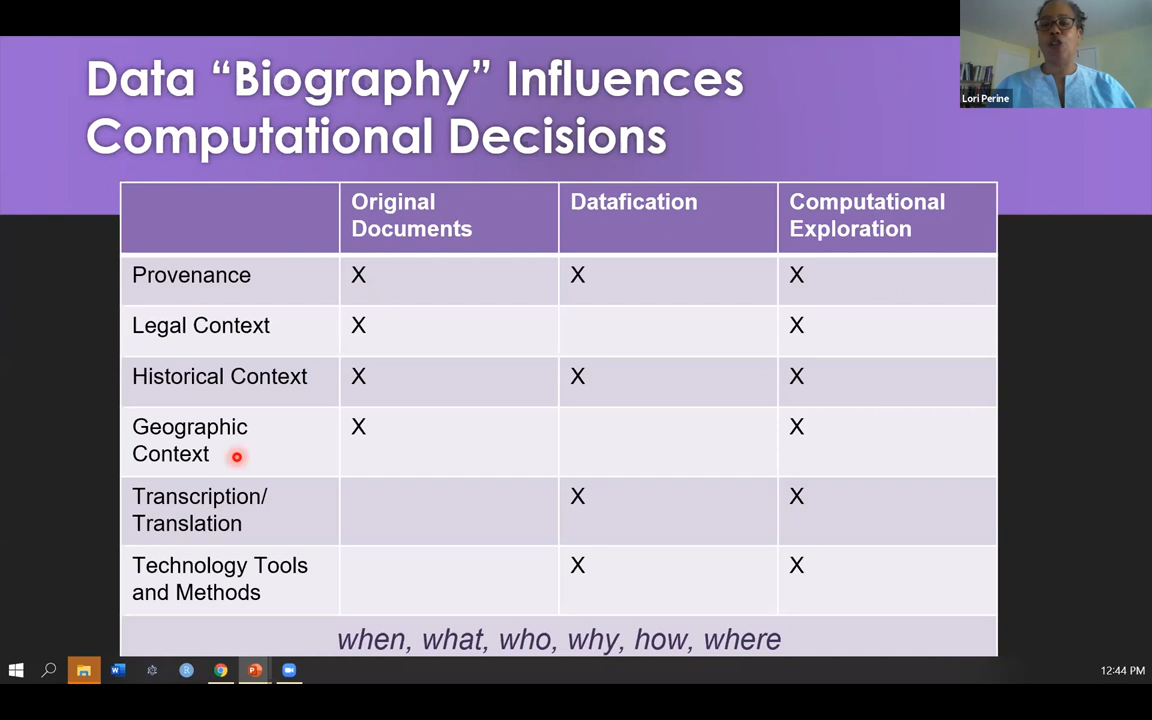 Data “Biography” Influences
Computational Decisions
Lori Perine
Original Documents Datafication Computational Exploration
Provenance X X X
Legal Context X X
Historical Context X X X
Geographic Context X X
Transcription/ Translation X X
Technology Tools and Methods X X
when, what, who, why, how, where
12:44 PM